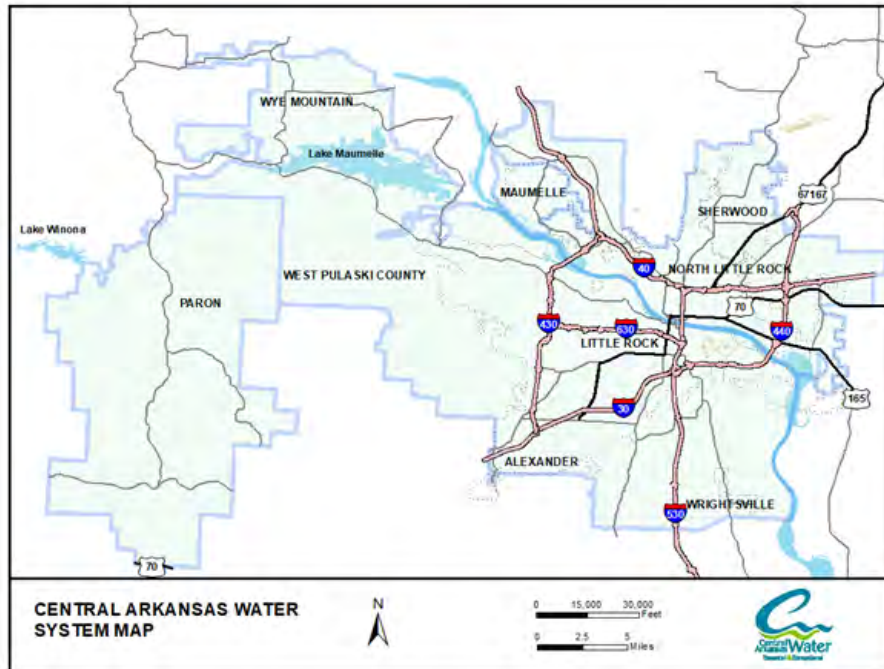 WYE MOUNTAIN
Lake Maumelle
MAUMELLE
67167
SHERWOOD
Lake Winona
WEST PULASKI COUNTY
40
NORTH LITTLE ROCK
PARON
70
430
630
440
LITTLE ROCK
165
30
ALEXANDER
WRIGHTSVILLE
530
70
CENTRAL ARKANSAS WATER
SYSTEM MAP
N
0 15,000 30,000
Feet
0 2.5 5
Miles
Central
Arkansas Water